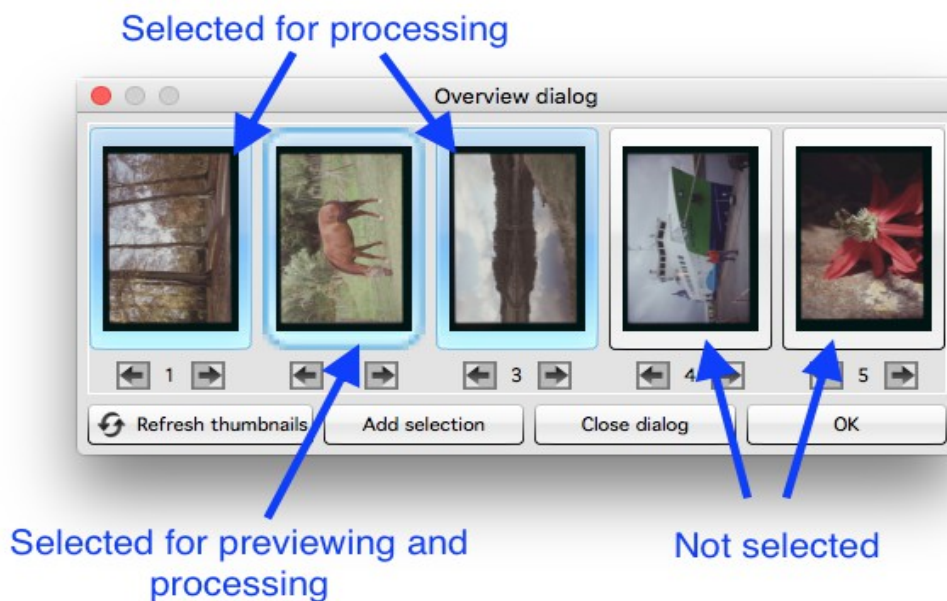 Selected for processing
Overview dialog
1 3 4 5
Refresh thumbnails Add selection Close dialog OK
Selected for previewing and
processing
Not selected